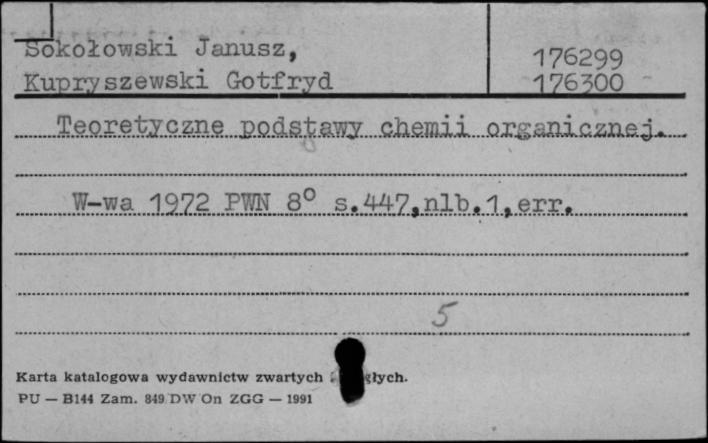 Sokołowski Janusz,
176299
Kupryszewski Gotfryd
176300
Teoretyczne podstawy chemii organicznej.
W-wa 1972 PWN 8° s.447,nlb.1,err.
5
Karta katalogowa wydawnictw zwartych głych.
PU — B144 Zam. 849 DW On ZGG — 1991